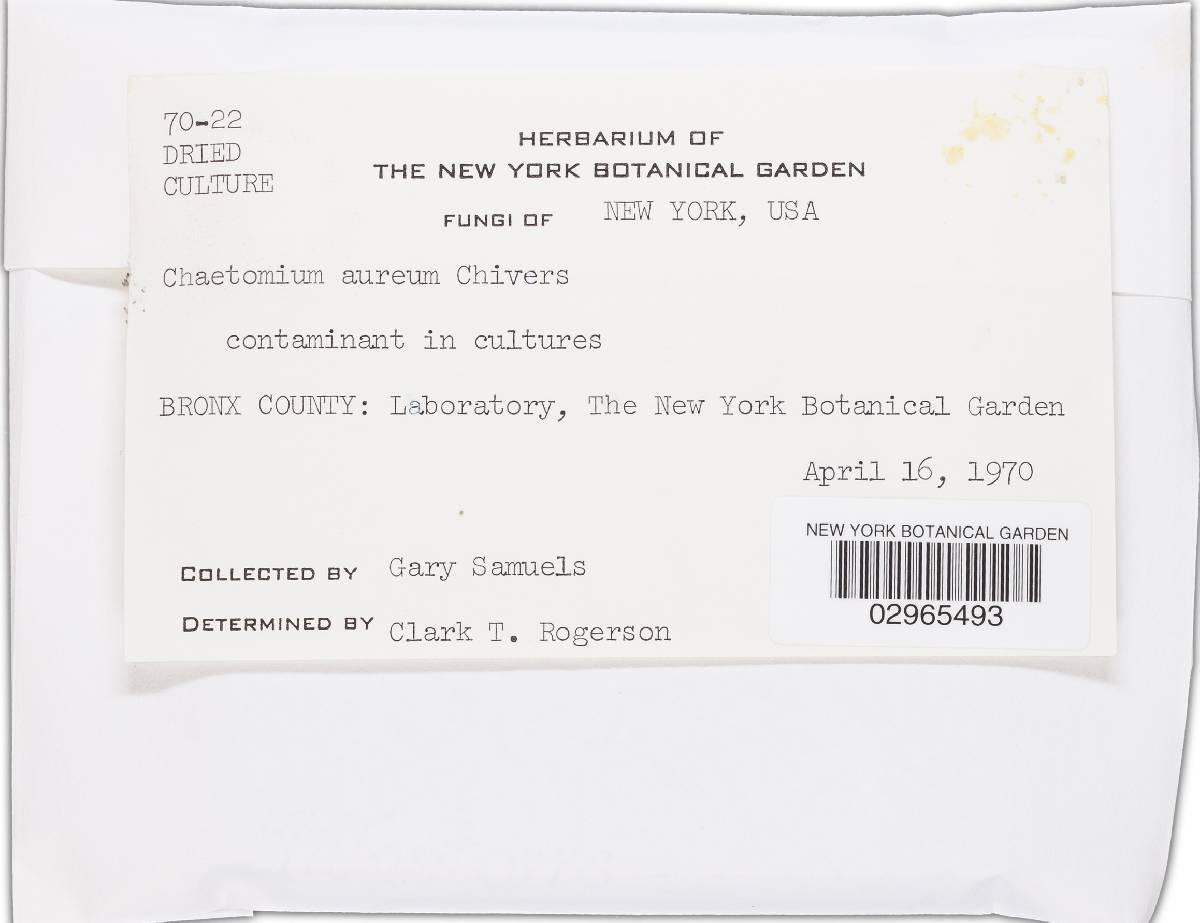 70-22
DRIED
CULTURE
HERBARIUM OF
THE NEW YORK BOTANICAL GARDEN
FUNGI OF NEW YORK, USA
Chaetomium aureum Chivers
contaminant in cultures
BRONX COUNTY: Laboratory, The New York Botanical Garden
April 16, 1970
NEW YORK BOTANICAL GARDEN
02965493
COLLECTED BY Gary Samuels
DETERMINED BY Clark T. Rogerson